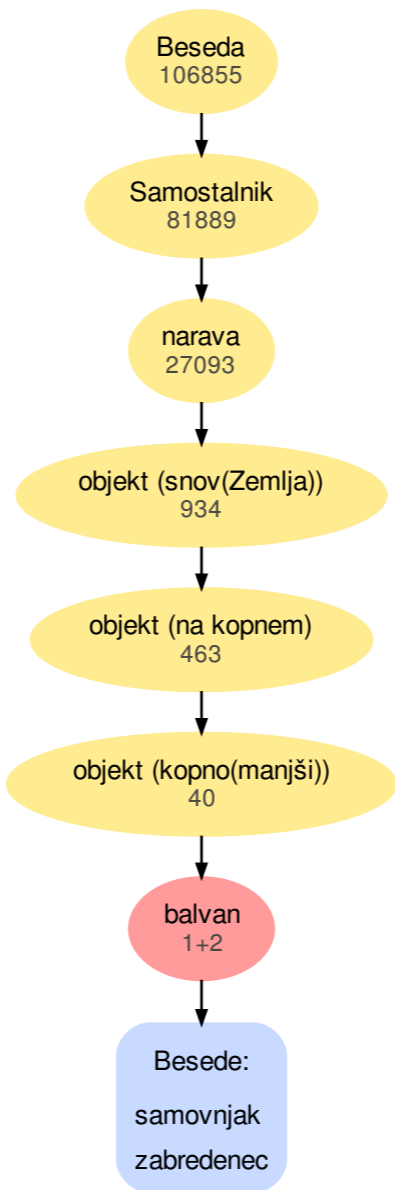 Beseda
106855
Samostalnik
81889
narava
27093
objekt (snov(Zemlja))
934
objekt (na kopnem)
463
objekt (kopno(manjši))
40
balvan
1+2
Besede:
samovnjak
zabredenec